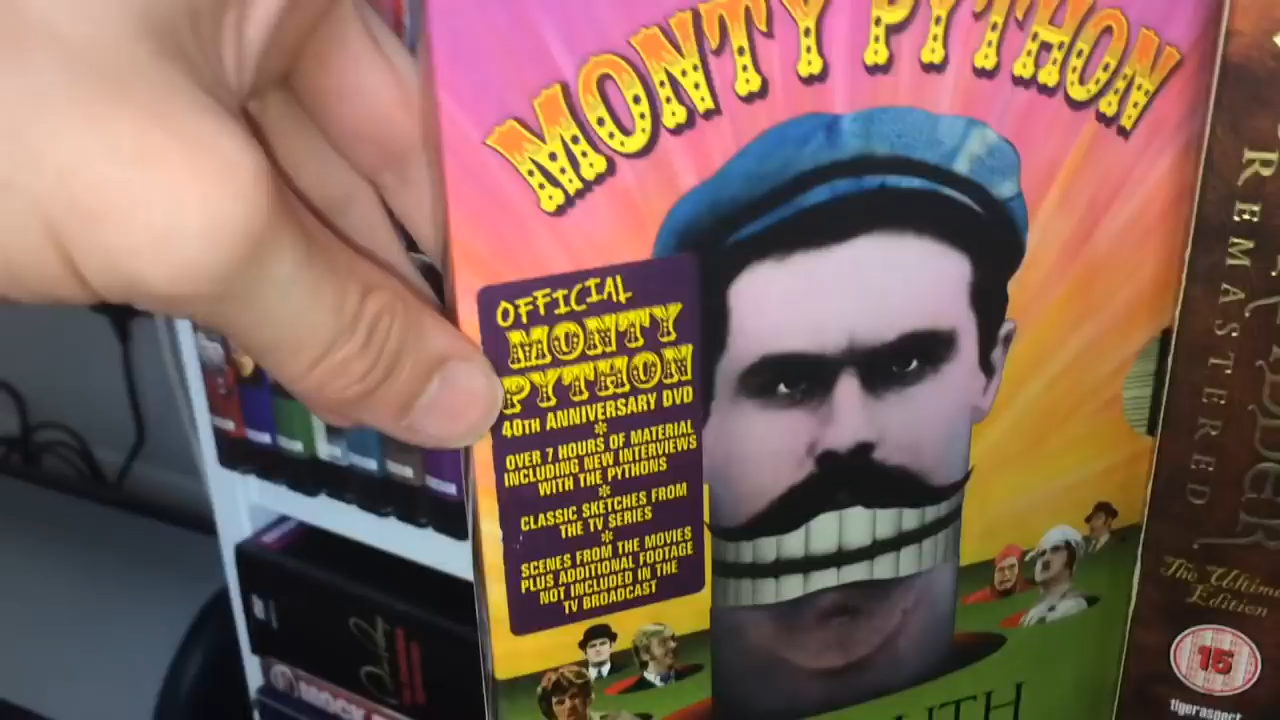 MONTY PYTHON
OFFICIAL
MONTY
PYTHON
40TH ANNIVERSARY DVD
*
OVER 7 HOURS OF MATERIAL
INCLUDING NEW INTERVIEWS
WITH THE PYTHONS
*
CLASSIC SKETCHES FROM
THE TV SERIES
*
SCENES FROM THE MOVIES
PLUS ADDITIONAL FOOTAGE
NOT INCLUDED IN THE
TV BROADCAST
REMASTERED
The Ultimate
Edition
15
tigeraspect
MOCK